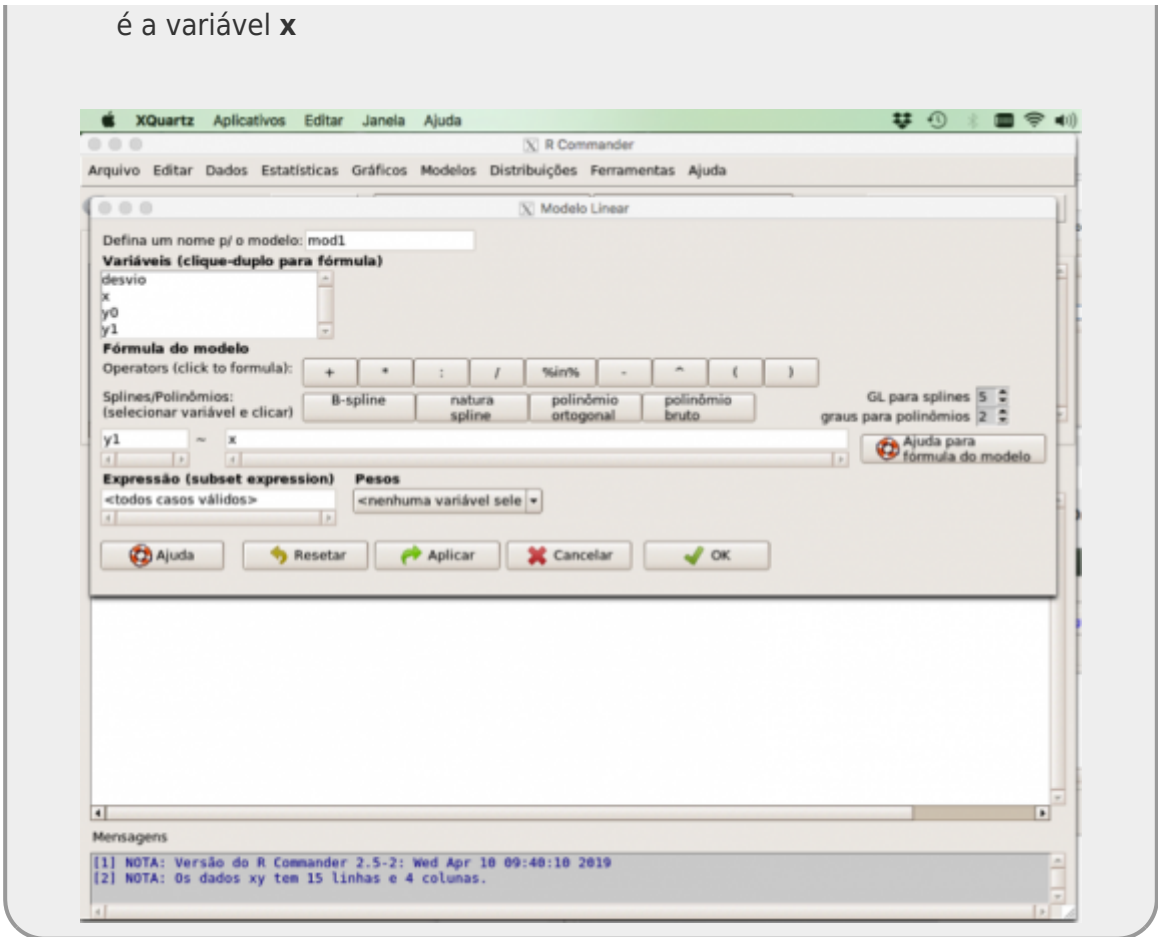 é a variável x
XQuartz Aplicativos Editar Janela Ajuda
R Commander
Arquivo Editar Dados Estatísticas Gráficos Modelos Distribuições Ferramentas Ajuda
Modelo Linear
Defina um nome p/ o modelo: mod1
Variáveis (clique-duplo para fórmula)
desvio
x
y0
y1
Fórmula do modelo
Operators (click to formula): + * : / %in% - ^ ( )
Splines/Polinômios:
(selecionar variável e clicar)
B-spline
natura
spline
polinômio
ortogonal
polinômio
bruto
GL para splines 5
graus para polinômios 2
y1 ~ x
Ajuda para
fórmula do modelo
Expressão (subset expression) Pesos
<todos casos válidos> <nenhuma variável sele
Ajuda Resetar Aplicar Cancelar OK
Mensagens
[1] NOTA: Versão do R Commander 2.5-2: Wed Apr 10 09:40:10 2019
[2] NOTA: Os dados xy tem 15 linhas e 4 colunas.